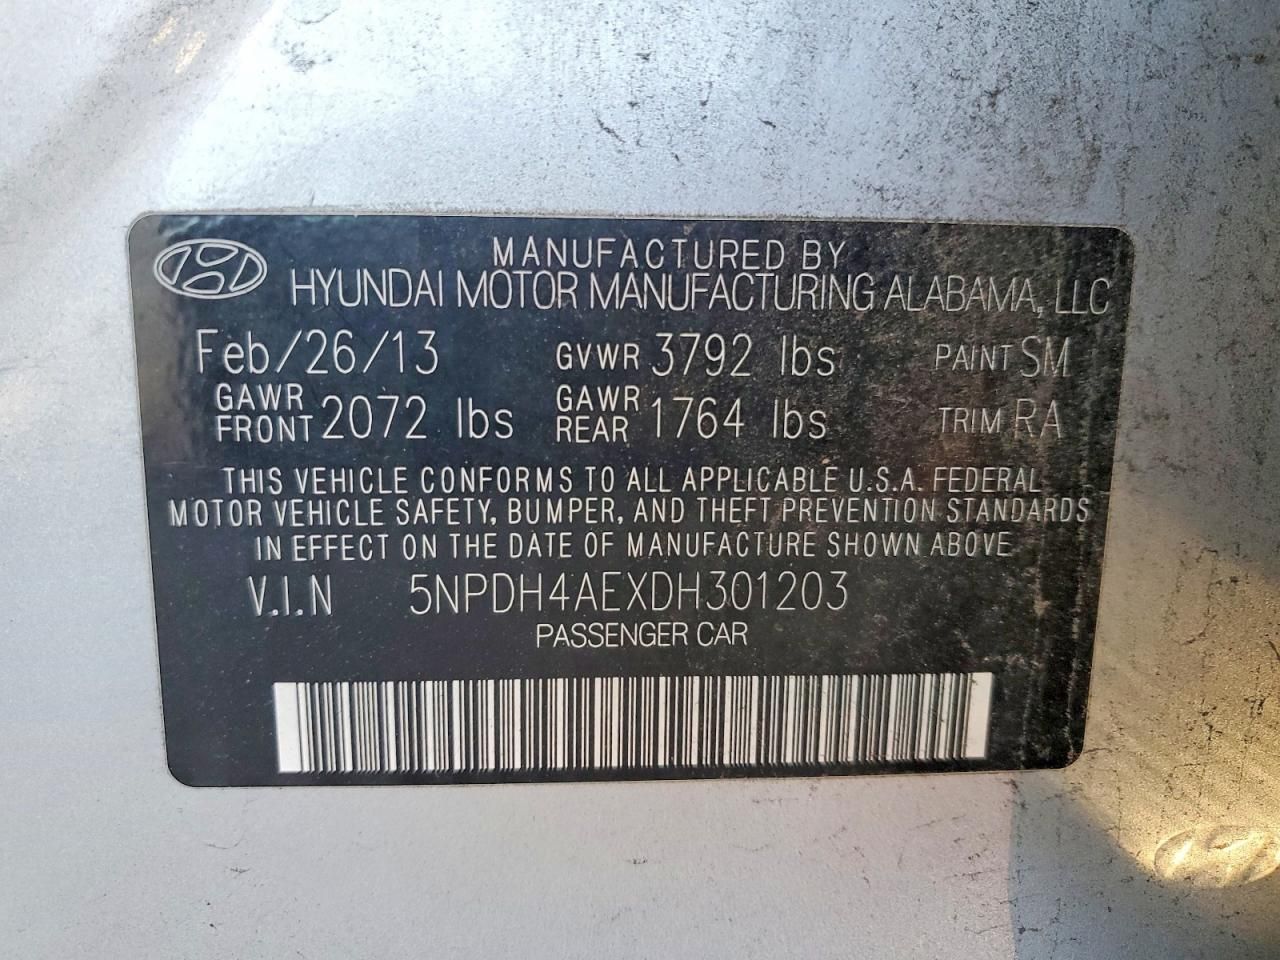 MANUFACTURED BY
HYUNDAI MOTOR MANUFACTURING ALABAMA, LLC
Feb/26/13 GVWR 3792 lbs PAINT SM
GAWR FRONT 2072 lbs GAWR REAR 1764 lbs TRIM RA
THIS VEHICLE CONFORMS TO ALL APPLICABLE U.S.A. FEDERAL
MOTOR VEHICLE SAFETY, BUMPER, AND THEFT PREVENTION STANDARDS
IN EFFECT ON THE DATE OF MANUFACTURE SHOWN ABOVE
V.I.N 5NPDH4AEXDH301203
PASSENGER CAR